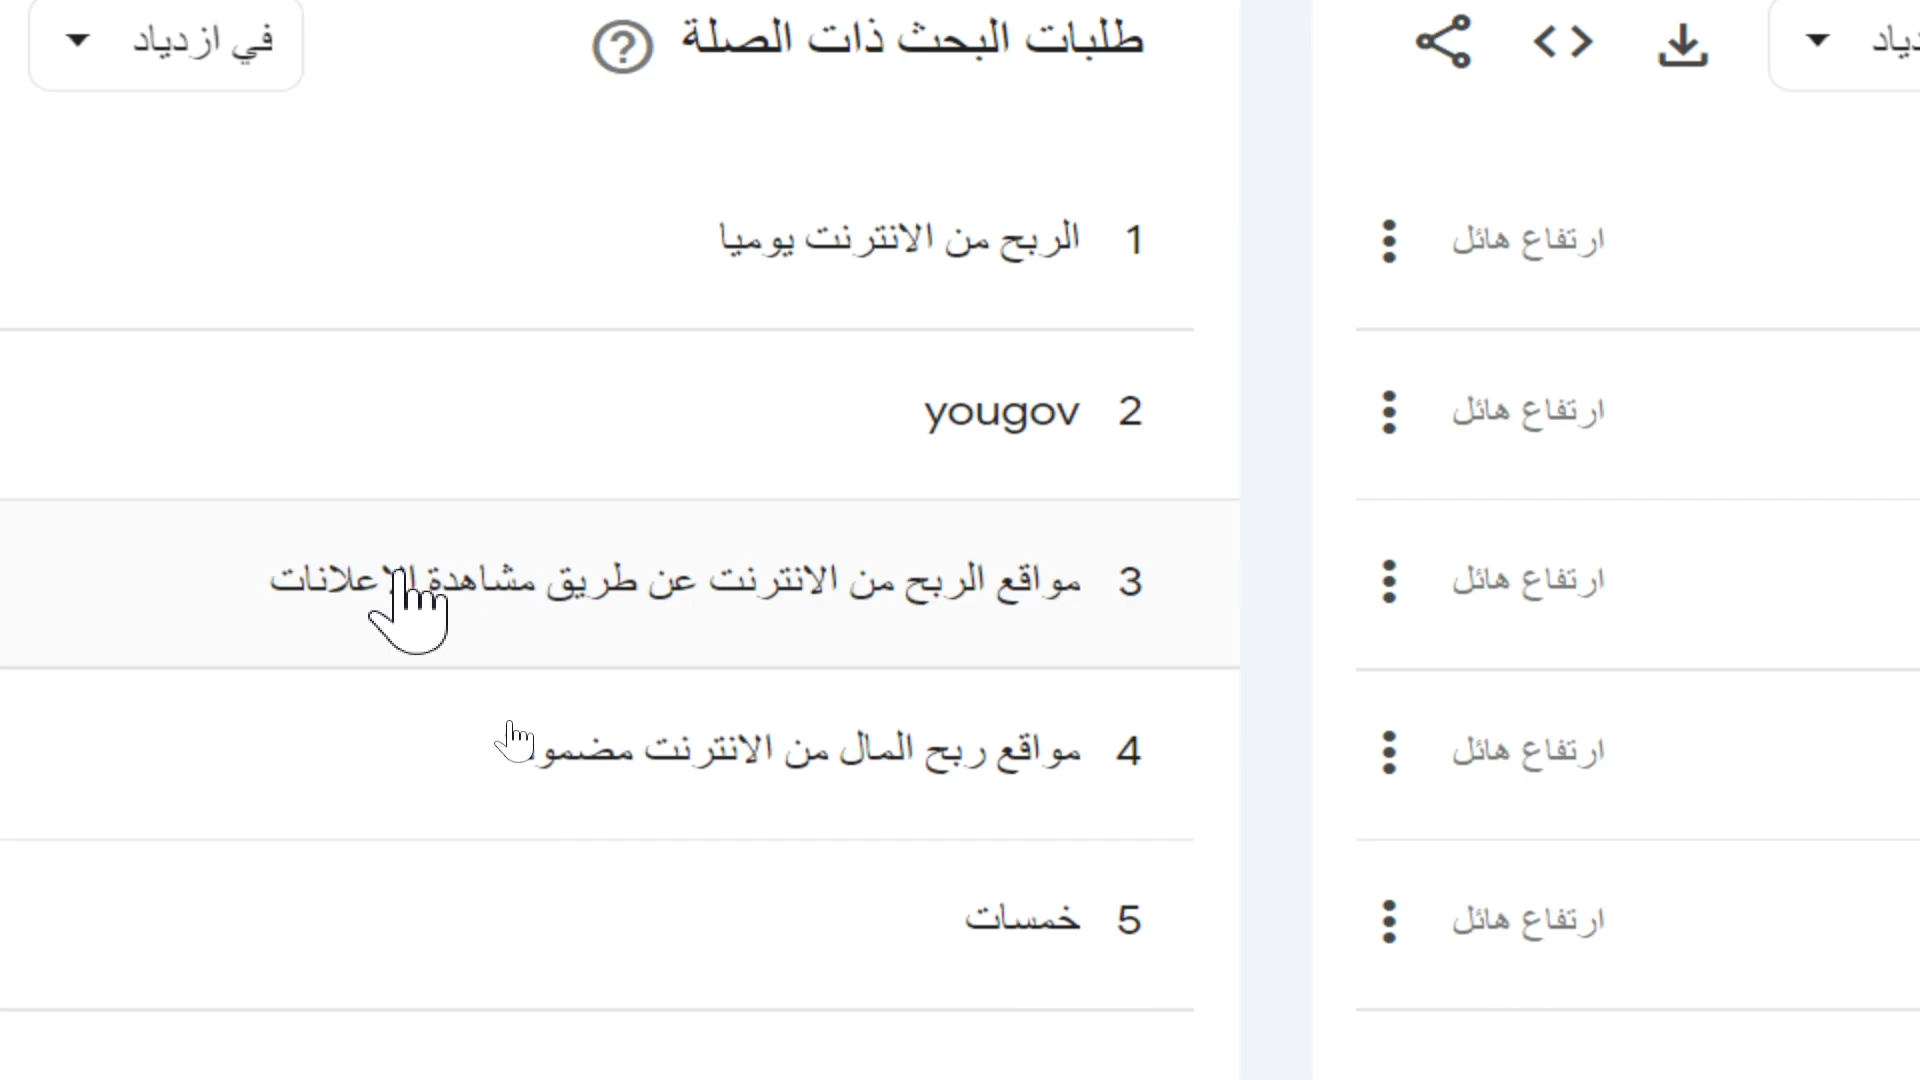 طلبات البحث ذات الصلة
في ازدياد
1 الربح من الانترنت يوميا
2 yougov
3 مواقع الربح من الانترنت عن طريق مشاهدة الاعلانات
4 مواقع ربح المال من الانترنت
5 خمسات
ارتفاع هائل
ارتفاع هائل
ارتفاع هائل
ارتفاع هائل
ارتفاع هائل